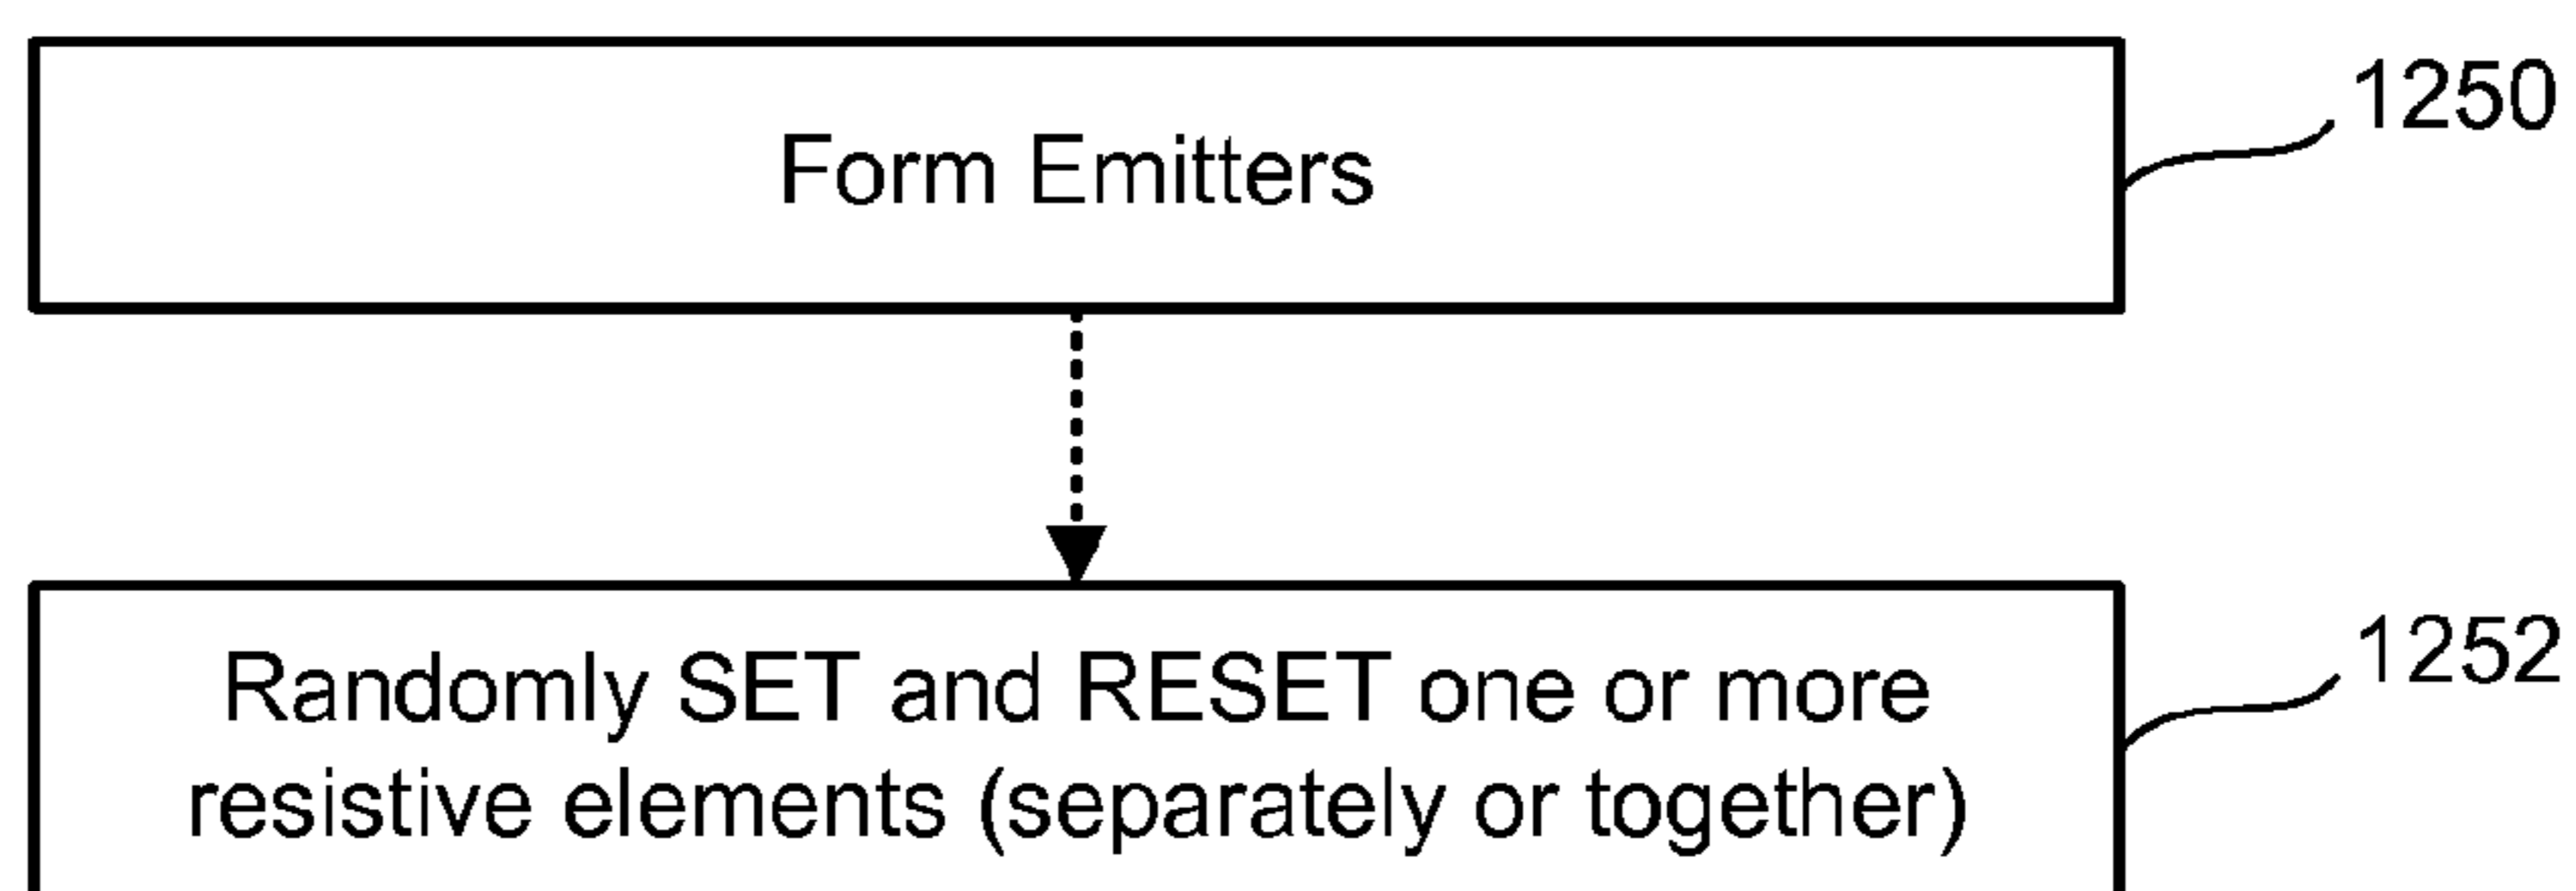 Form Emitters
1250
Randomly SET and RESET one or more
resistive elements (separately or together)
1252